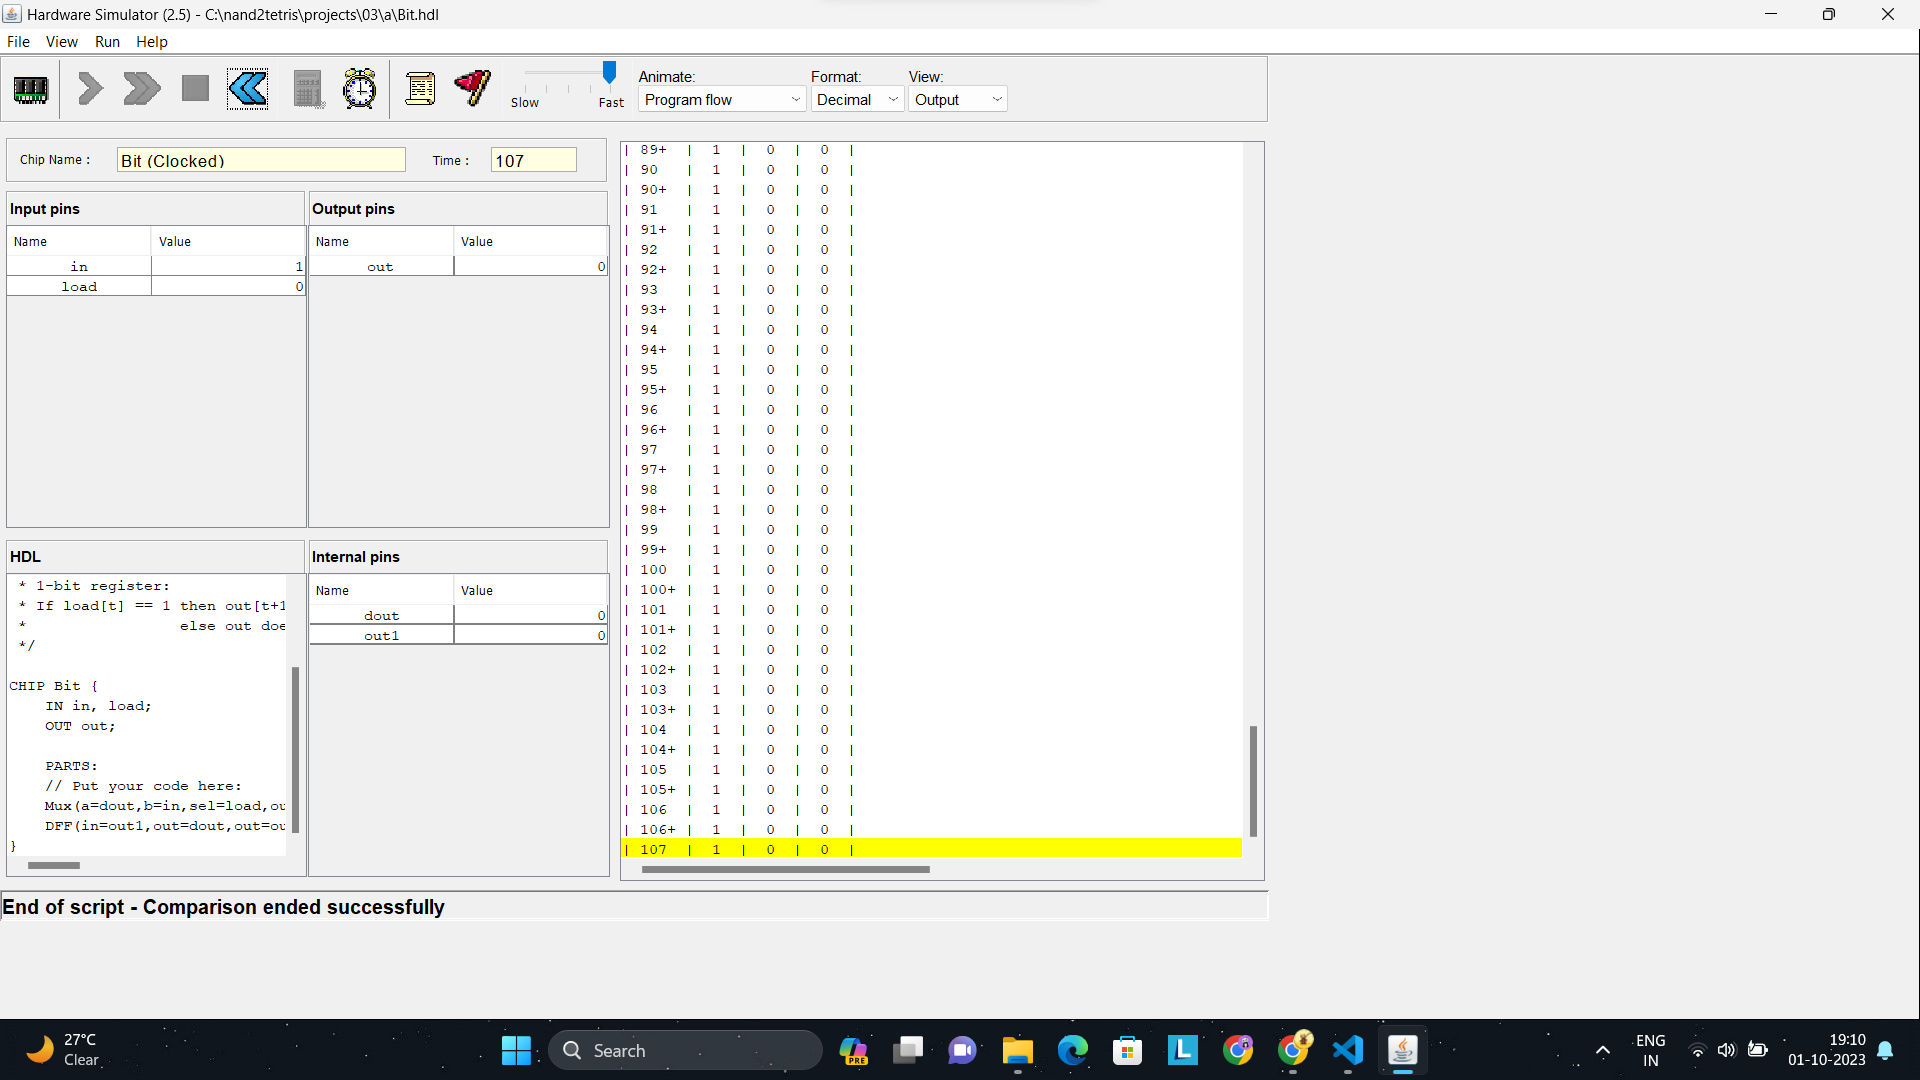 Hardware Simulator (2.5) - C:\nand2tetris\projects\03\a\Bit.hdl
File View Run Help
Slow Fast
Animate: Format: View:
Program flow Decimal Output
Chip Name : Bit (Clocked) Time : 107
Input pins
Name Value
in 1
load 0
Output pins
Name Value
out 0
HDL
* 1-bit register:
* If load[t] == 1 then out[t+1
* else out doe
*/
CHIP Bit {
IN in, load;
OUT out;
PARTS:
// Put your code here:
Mux(a=dout,b=in,sel=load,ou
DFF(in=out1,out=dout,out=ou
}
Internal pins
Name Value
dout 0
out1 0
| 89+ | 1 | 0 | 0 |
| 90 | 1 | 0 | 0 |
| 90+ | 1 | 0 | 0 |
| 91 | 1 | 0 | 0 |
| 91+ | 1 | 0 | 0 |
| 92 | 1 | 0 | 0 |
| 92+ | 1 | 0 | 0 |
| 93 | 1 | 0 | 0 |
| 93+ | 1 | 0 | 0 |
| 94 | 1 | 0 | 0 |
| 94+ | 1 | 0 | 0 |
| 95 | 1 | 0 | 0 |
| 95+ | 1 | 0 | 0 |
| 96 | 1 | 0 | 0 |
| 96+ | 1 | 0 | 0 |
| 97 | 1 | 0 | 0 |
| 97+ | 1 | 0 | 0 |
| 98 | 1 | 0 | 0 |
| 98+ | 1 | 0 | 0 |
| 99 | 1 | 0 | 0 |
| 99+ | 1 | 0 | 0 |
| 100 | 1 | 0 | 0 |
| 100+ | 1 | 0 | 0 |
| 101 | 1 | 0 | 0 |
| 101+ | 1 | 0 | 0 |
| 102 | 1 | 0 | 0 |
| 102+ | 1 | 0 | 0 |
| 103 | 1 | 0 | 0 |
| 103+ | 1 | 0 | 0 |
| 104 | 1 | 0 | 0 |
| 104+ | 1 | 0 | 0 |
| 105 | 1 | 0 | 0 |
| 105+ | 1 | 0 | 0 |
| 106 | 1 | 0 | 0 |
| 106+ | 1 | 0 | 0 |
| 107 | 1 | 0 | 0 |
End of script - Comparison ended successfully
27°C
Clear
Search
PRE
L
ENG
IN
19:10
01-10-2023